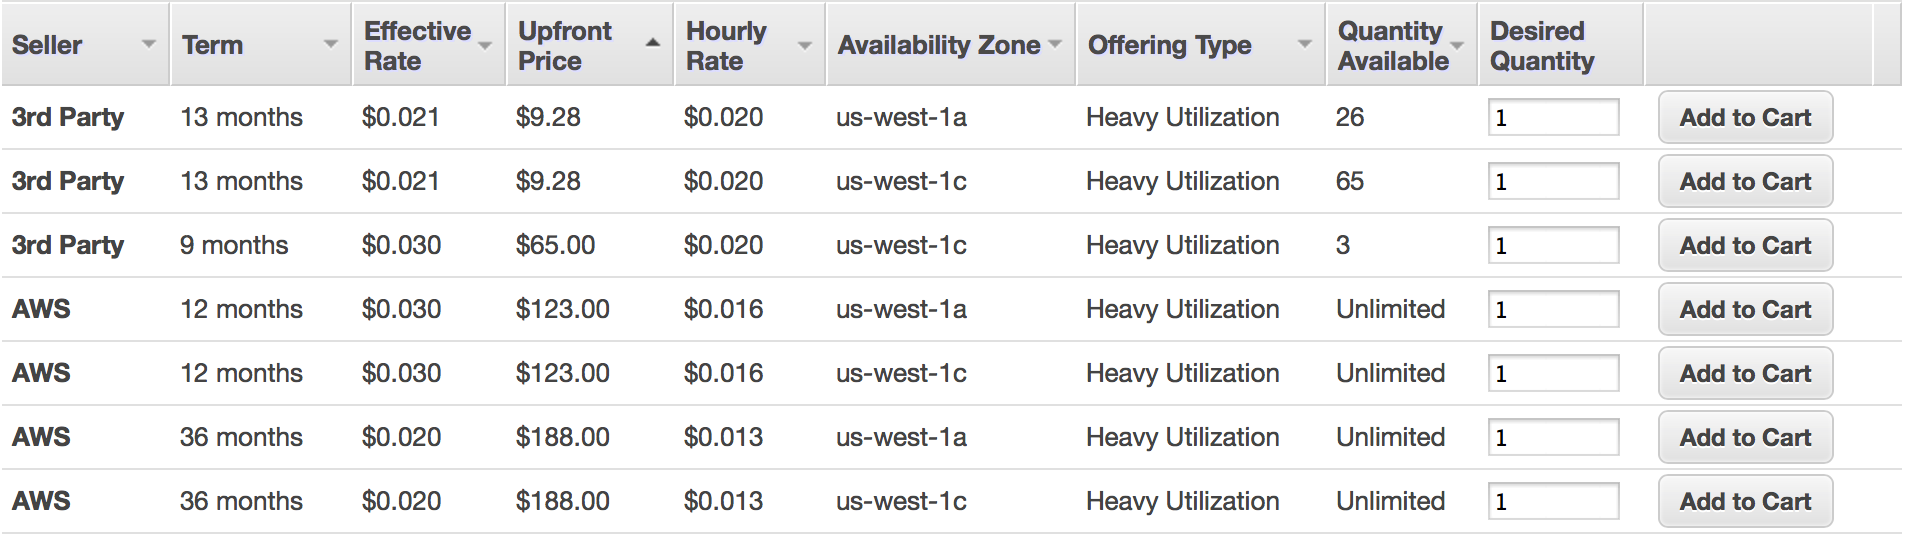 Seller Term Effective Rate Upfront Price Hourly Rate Availability Zone Offering Type Quantity Available Desired Quantity
3rd Party 13 months $0.021 $9.28 $0.020 us-west-1a Heavy Utilization 26 1 Add to Cart
3rd Party 13 months $0.021 $9.28 $0.020 us-west-1c Heavy Utilization 65 1 Add to Cart
3rd Party 9 months $0.030 $65.00 $0.020 us-west-1c Heavy Utilization 3 1 Add to Cart
AWS 12 months $0.030 $123.00 $0.016 us-west-1a Heavy Utilization Unlimited 1 Add to Cart
AWS 12 months $0.030 $123.00 $0.016 us-west-1c Heavy Utilization Unlimited 1 Add to Cart
AWS 36 months $0.020 $188.00 $0.013 us-west-1a Heavy Utilization Unlimited 1 Add to Cart
AWS 36 months $0.020 $188.00 $0.013 us-west-1c Heavy Utilization Unlimited 1 Add to Cart